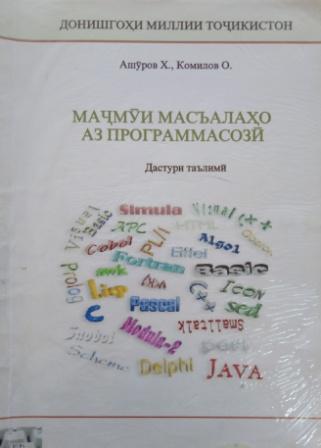 ДОНИШГОҲИ МИЛЛИИ ТОҶИКИСТОН
Ашӯров Х., Комилов О.
МАҶМӮИ МАСЪАЛАҲО
АЗ ПРОГРАММАСОЗӢ
Дастури таълимӣ
Simula
Visual C++
Visual Basic
APL
HTML
Cobol
PL/I
Algol
Eiffel
Fortran
Prolog
awk
Basic
Icon
Lisp
Ada
C++
sed
Pascal
C
Smalltalk
Snobol
Modula-2
perl
Scheme
Delphi
JAVA